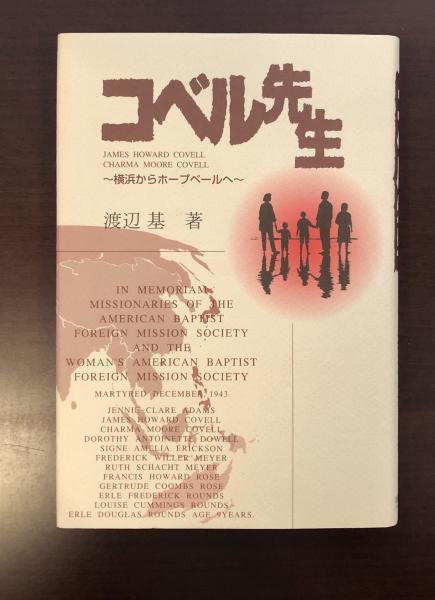 コベル先生
JAMES HOWARD COVELL
CHARMA MOORE COVELL
～横浜からホープベールへ～
渡辺 基 著
IN MEMORIAM
MISSIONARIES OF THE
AMERICAN BAPTIST
FOREIGN MISSION SOCIETY
AND THE
WOMAN'S AMERICAN BAPTIST
FOREIGN MISSION SOCIETY
MARTYRED DECEMBER, 1943
JENNIE CLARE ADAMS
JAMES HOWARD COVELL
CHARMA MOORE COVELL
DOROTHY ANTOINETTE DOWELL
SIGNE AMELIA ERICKSON
FREDERICK WILLER MEYER
RUTH SCHACHT MEYER
FRANCIS HOWARD ROSE
GERTRUDE COOMBS ROSE
ERLE FREDERICK ROUNDS
LOUISE CUMMINGS ROUNDS
ERLE DOUGLAS ROUNDS AGE 9YEARS.